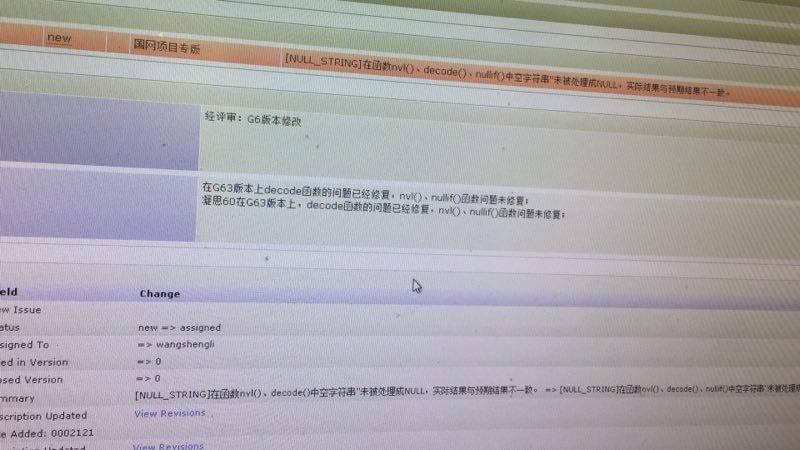 new 国网项目专版 [NULL_STRING]在函数nvl()、decode()、nullif()中空字符串''未被处理成NULL，实际结果与预期结果不一致。
经评审：G6版本修改
在G63版本上decode函数的问题已经修复，nvl()、nullif()函数问题未修复；
凝思60在G63版本上，decode函数的问题已经修复，nvl()、nullif()函数问题未修复；
eld Change
w Issue
atus new => assigned
signed To => wangshengli
ed in Version => 0
osed Version => 0
mmary [NULL_STRING]在函数nvl()、decode()中空字符串''未被处理成NULL，实际结果与预期结果不一致。 => [NULL_STRING]在函数nvl()、decode()、nullif()中空字符串''未被处理成
scription Updated View Revisions
e Added: 0002121
View Revisions